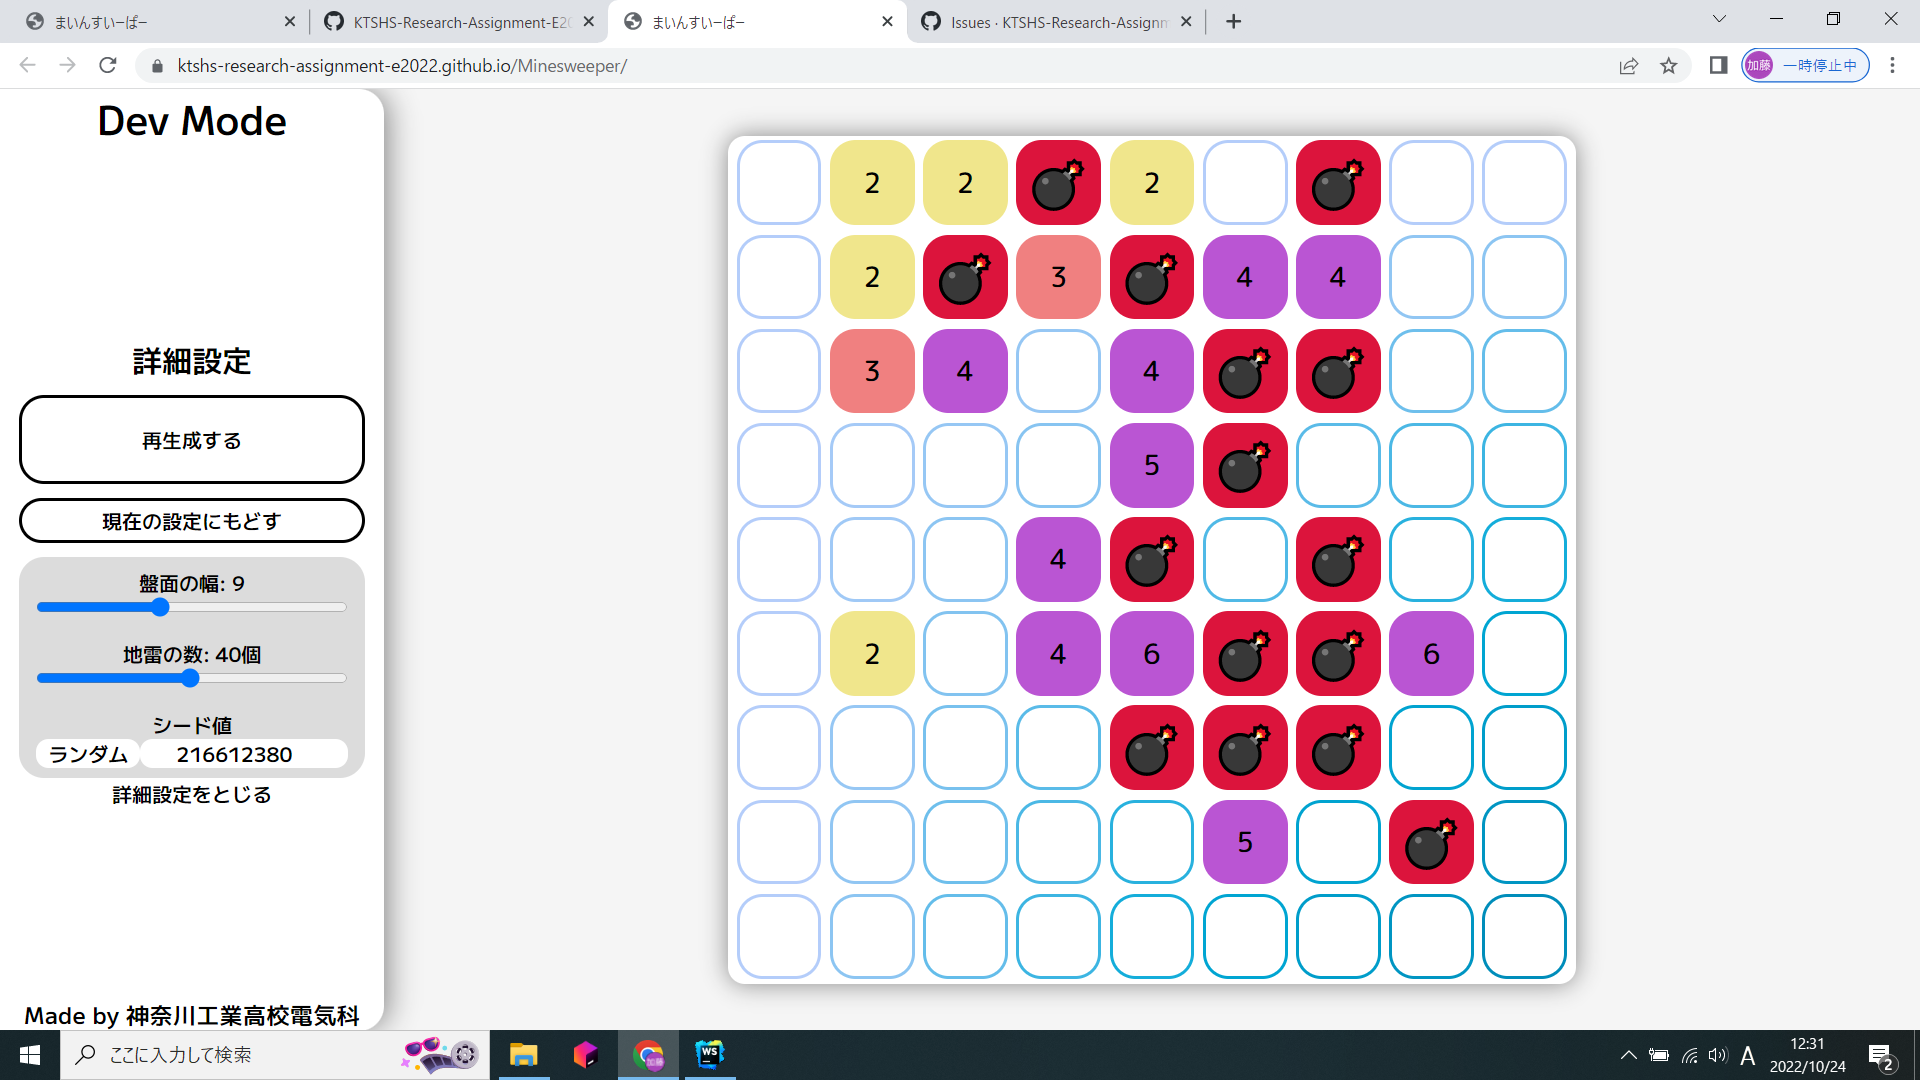 まいんすいーぱー
KTSHS-Research-Assignment-E20
まいんすいーぱー
Issues · KTSHS-Research-Assignm
ktshs-research-assignment-e2022.github.io/Minesweeper/
加藤 一時停止中
Dev Mode
詳細設定
再生成する
現在の設定にもどす
盤面の幅: 9
地雷の数: 40個
シード値
ランダム 216612380
詳細設定をとじる
Made by 神奈川工業高校電気科
2 2 2
2 3 4 4
3 4 4
5
4
2 4 6 6
5
ここに入力して検索
加藤
WS
A
12:31
2022/10/24
2